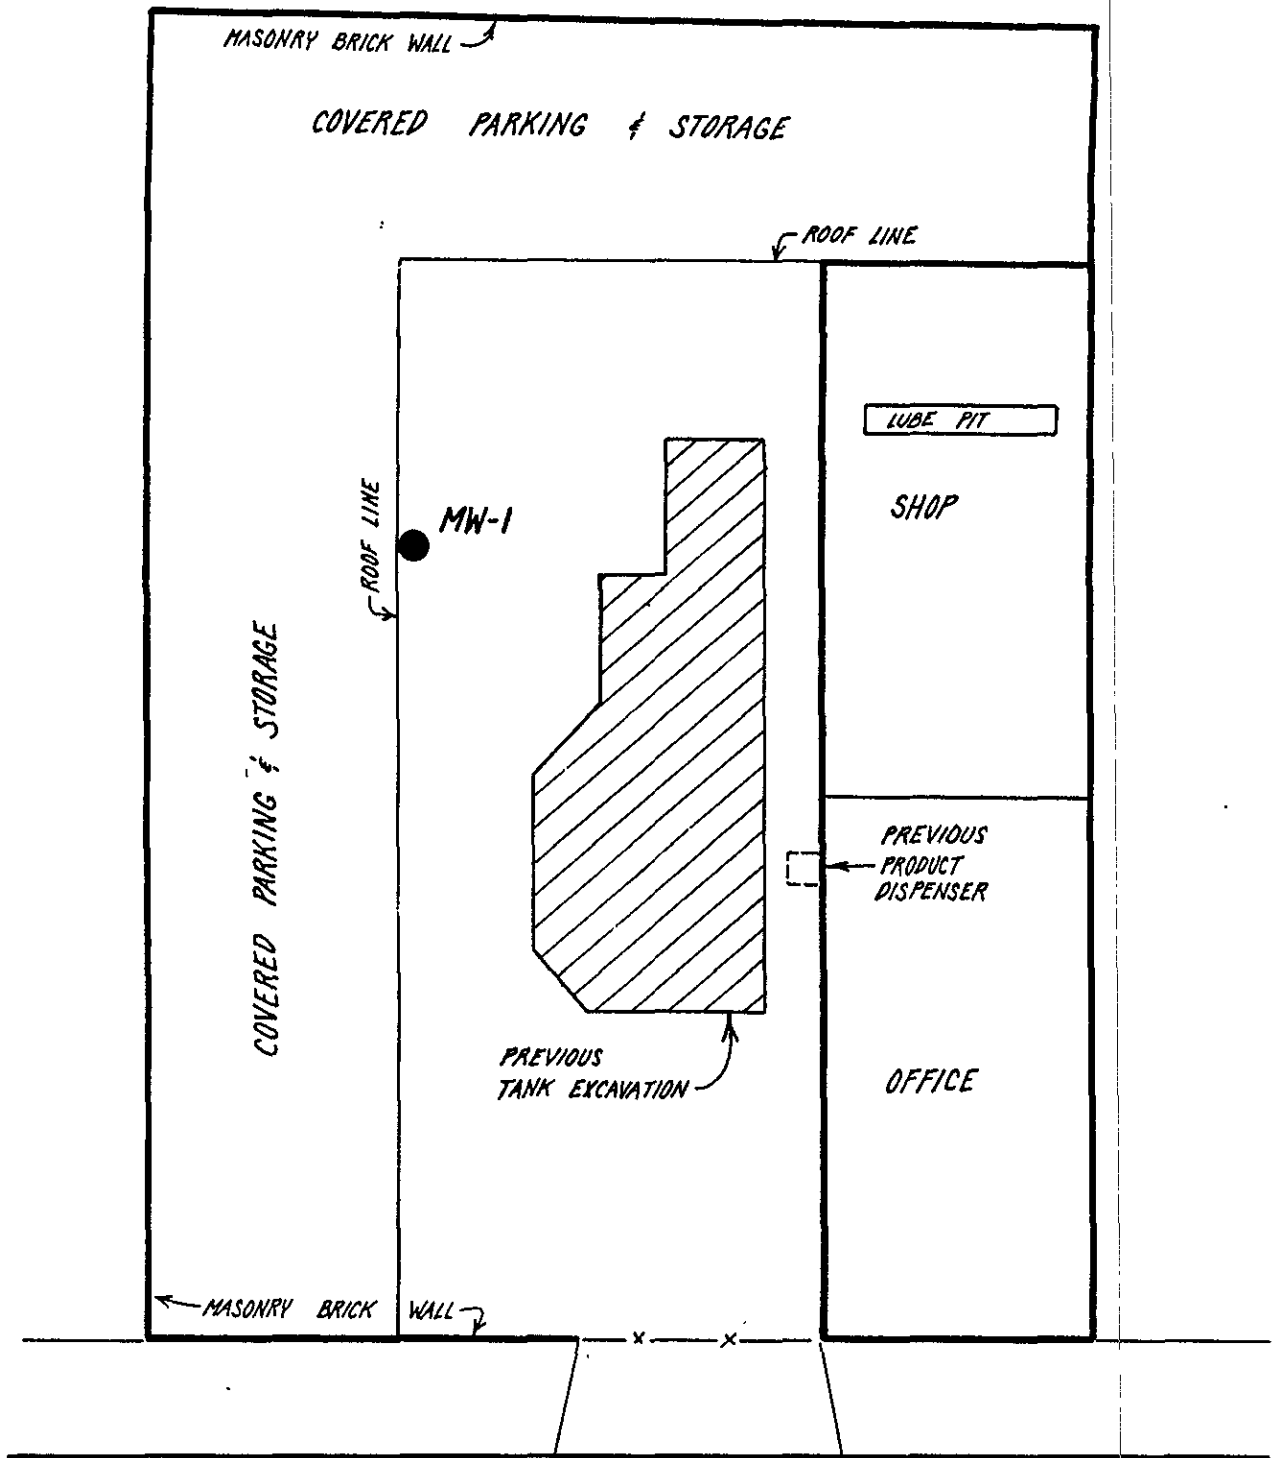 MASONRY BRICK WALL
COVERED PARKING & STORAGE
ROOF LINE
LUBE PIT
SHOP
MW-1
ROOF LINE
COVERED PARKING & STORAGE
PREVIOUS
PRODUCT
DISPENSER
PREVIOUS
TANK EXCAVATION
OFFICE
MASONRY BRICK WALL